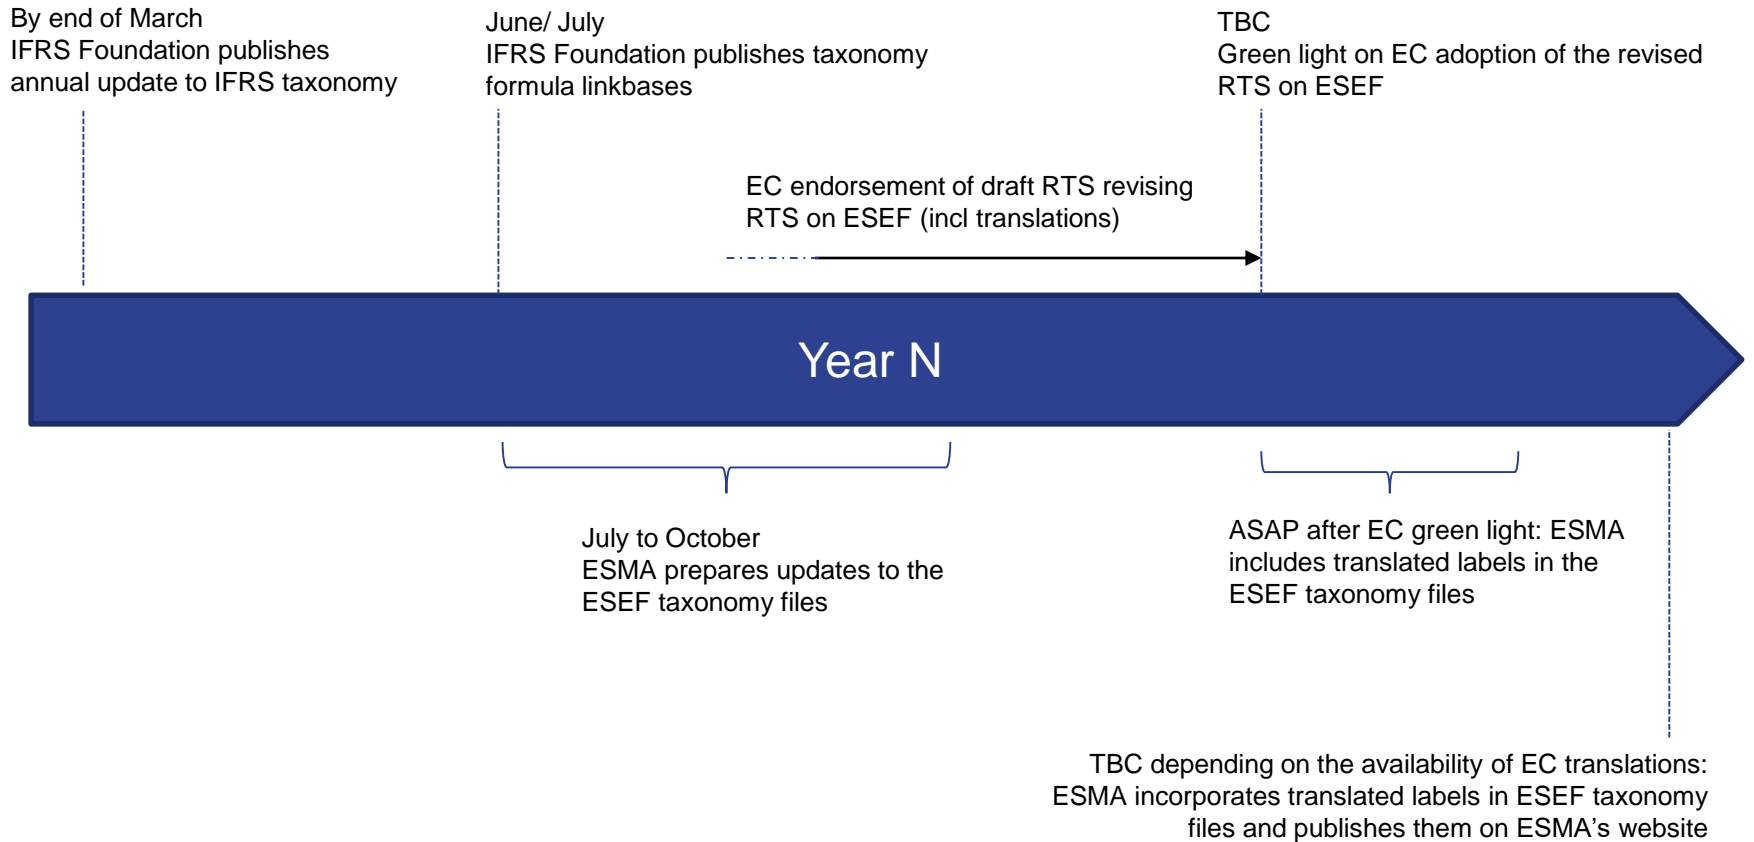 By end of March
IFRS Foundation publishes
annual update to IFRS taxonomy
June/ July
IFRS Foundation publishes taxonomy
formula linkbases
TBC
Green light on EC adoption of the revised
RTS on ESEF
EC endorsement of draft RTS revising
RTS on ESEF (incl translations)
Year N
July to October
ESMA prepares updates to the
ESEF taxonomy files
ASAP after EC green light: ESMA
includes translated labels in the
ESEF taxonomy files
TBC depending on the availability of EC translations:
ESMA incorporates translated labels in ESEF taxonomy
files and publishes them on ESMA’s website